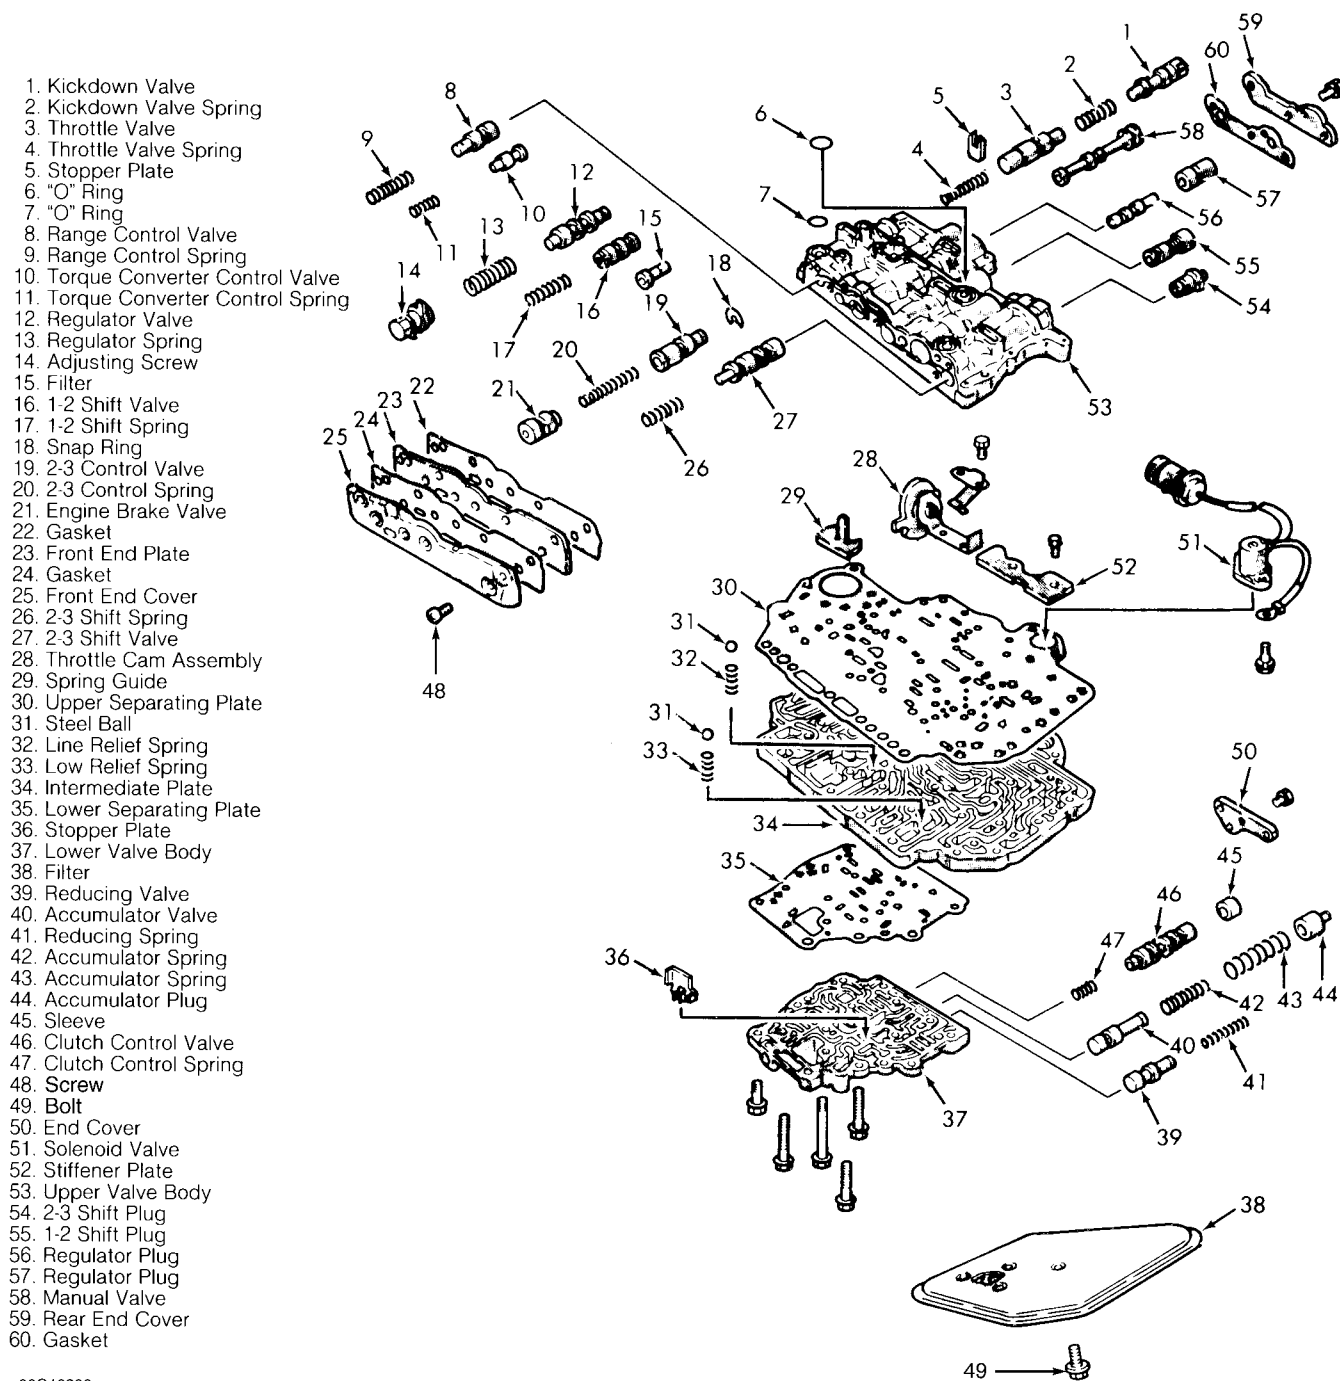 1. Kickdown Valve
2. Kickdown Valve Spring
3. Throttle Valve
4. Throttle Valve Spring
5. Stopper Plate
6. "O" Ring
7. "O" Ring
8. Range Control Valve
9. Range Control Spring
10. Torque Converter Control Valve
11. Torque Converter Control Spring
12. Regulator Valve
13. Regulator Spring
14. Adjusting Screw
15. Filter
16. 1-2 Shift Valve
17. 1-2 Shift Spring
18. Snap Ring
19. 2-3 Control Valve
20. 2-3 Control Spring
21. Engine Brake Valve
22. Gasket
23. Front End Plate
24. Gasket
25. Front End Cover
26. 2-3 Shift Spring
27. 2-3 Shift Valve
28. Throttle Cam Assembly
29. Spring Guide
30. Upper Separating Plate
31. Steel Ball
32. Line Relief Spring
33. Low Relief Spring
34. Intermediate Plate
35. Lower Separating Plate
36. Stopper Plate
37. Lower Valve Body
38. Filter
39. Reducing Valve
40. Accumulator Valve
41. Reducing Spring
42. Accumulator Spring
43. Accumulator Spring
44. Accumulator Plug
45. Sleeve
46. Clutch Control Valve
47. Clutch Control Spring
48. Screw
49. Bolt
50. End Cover
51. Solenoid Valve
52. Stiffener Plate
53. Upper Valve Body
54. 2-3 Shift Plug
55. 1-2 Shift Plug
56. Regulator Plug
57. Regulator Plug
58. Manual Valve
59. Rear End Cover
60. Gasket
59
1
60
2
8
3
5
6
58
9
4
12
57
7
10
56
15
13
11
55
14
18
16
54
19
17
20
22
21
23
53
27
24
25
26
28
29
51
52
30
31
48
32
31
33
50
34
35
45
46
47
36
42
43
44
40
41
37
39
38
49